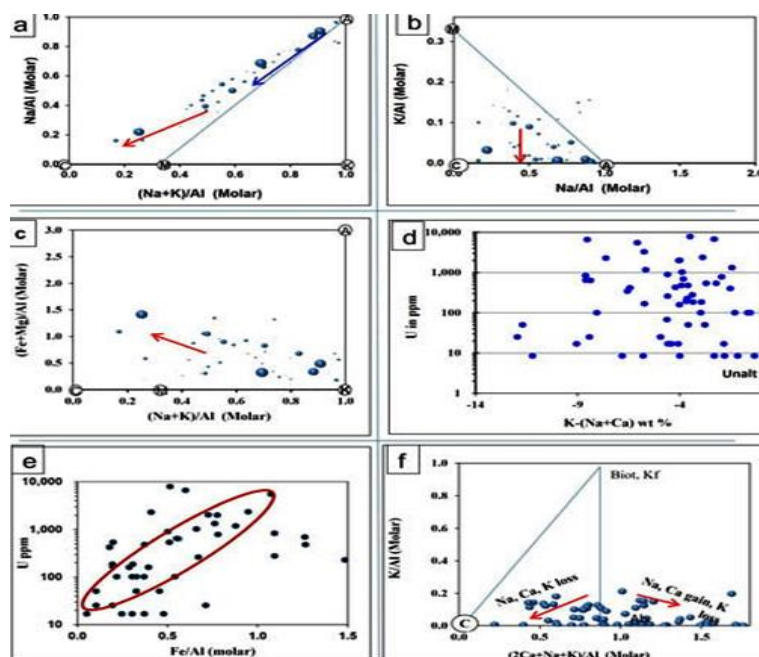 a
Na/Al (Molar)
1.0
0.8
0.6
0.4
0.2
0.0
A
C
M
K
0.0 0.2 0.4 0.6 0.8 1.0
(Na+K)/Al (Molar)
b
K/Al (Molar)
0.3
0.2
0.1
0.0
M
C
A
0.0 0.5 1.0 1.5 2.0
Na/Al (Molar)
c
(Fe+Mg)/Al (Molar)
3.0
2.5
2.0
1.5
1.0
0.5
0.0
A
C
M
K
0.0 0.2 0.4 0.6 0.8 1.0
(Na+K)/Al (Molar)
d
U in ppm
10,000
1,000
100
10
1
Unalt
-14 -9 -4
K-(Na+Ca) wt %
e
U ppm
10,000
1,000
100
10
0.0 0.5 1.0 1.5
Fe/Al (molar)
f
K/Al (Molar)
1.0
0.8
0.6
0.4
0.2
0.0
Biot, Kf
Na, Ca, K loss
Na, Ca gain, K
loss
C
0.0 0.5 1.0 1.5
(2Ca+Na+K)/Al (Molar)